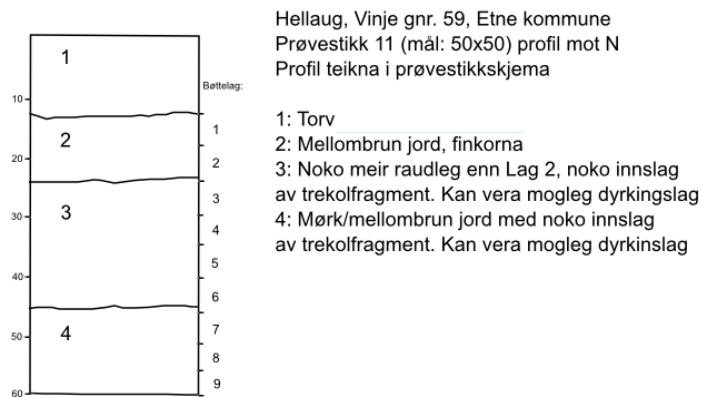 Hellaug, Vinje gnr. 59, Etne kommune
Prøvestikk 11 (mål: 50x50) profil mot N
Profil teikna i prøvestikkskjema
1: Torv
2: Mellombrun jord, finkorna
3: Noko meir raudleg enn Lag 2, noko innslag
av trekolfragment. Kan vera mogleg dyrkingslag
4: Mørk/mellombrun jord med noko innslag
av trekolfragment. Kan vera mogleg dyrkinslag
1
2
3
4
10
20
30
40
50
60
Bøttelag:
1
2
3
4
5
6
7
8
9